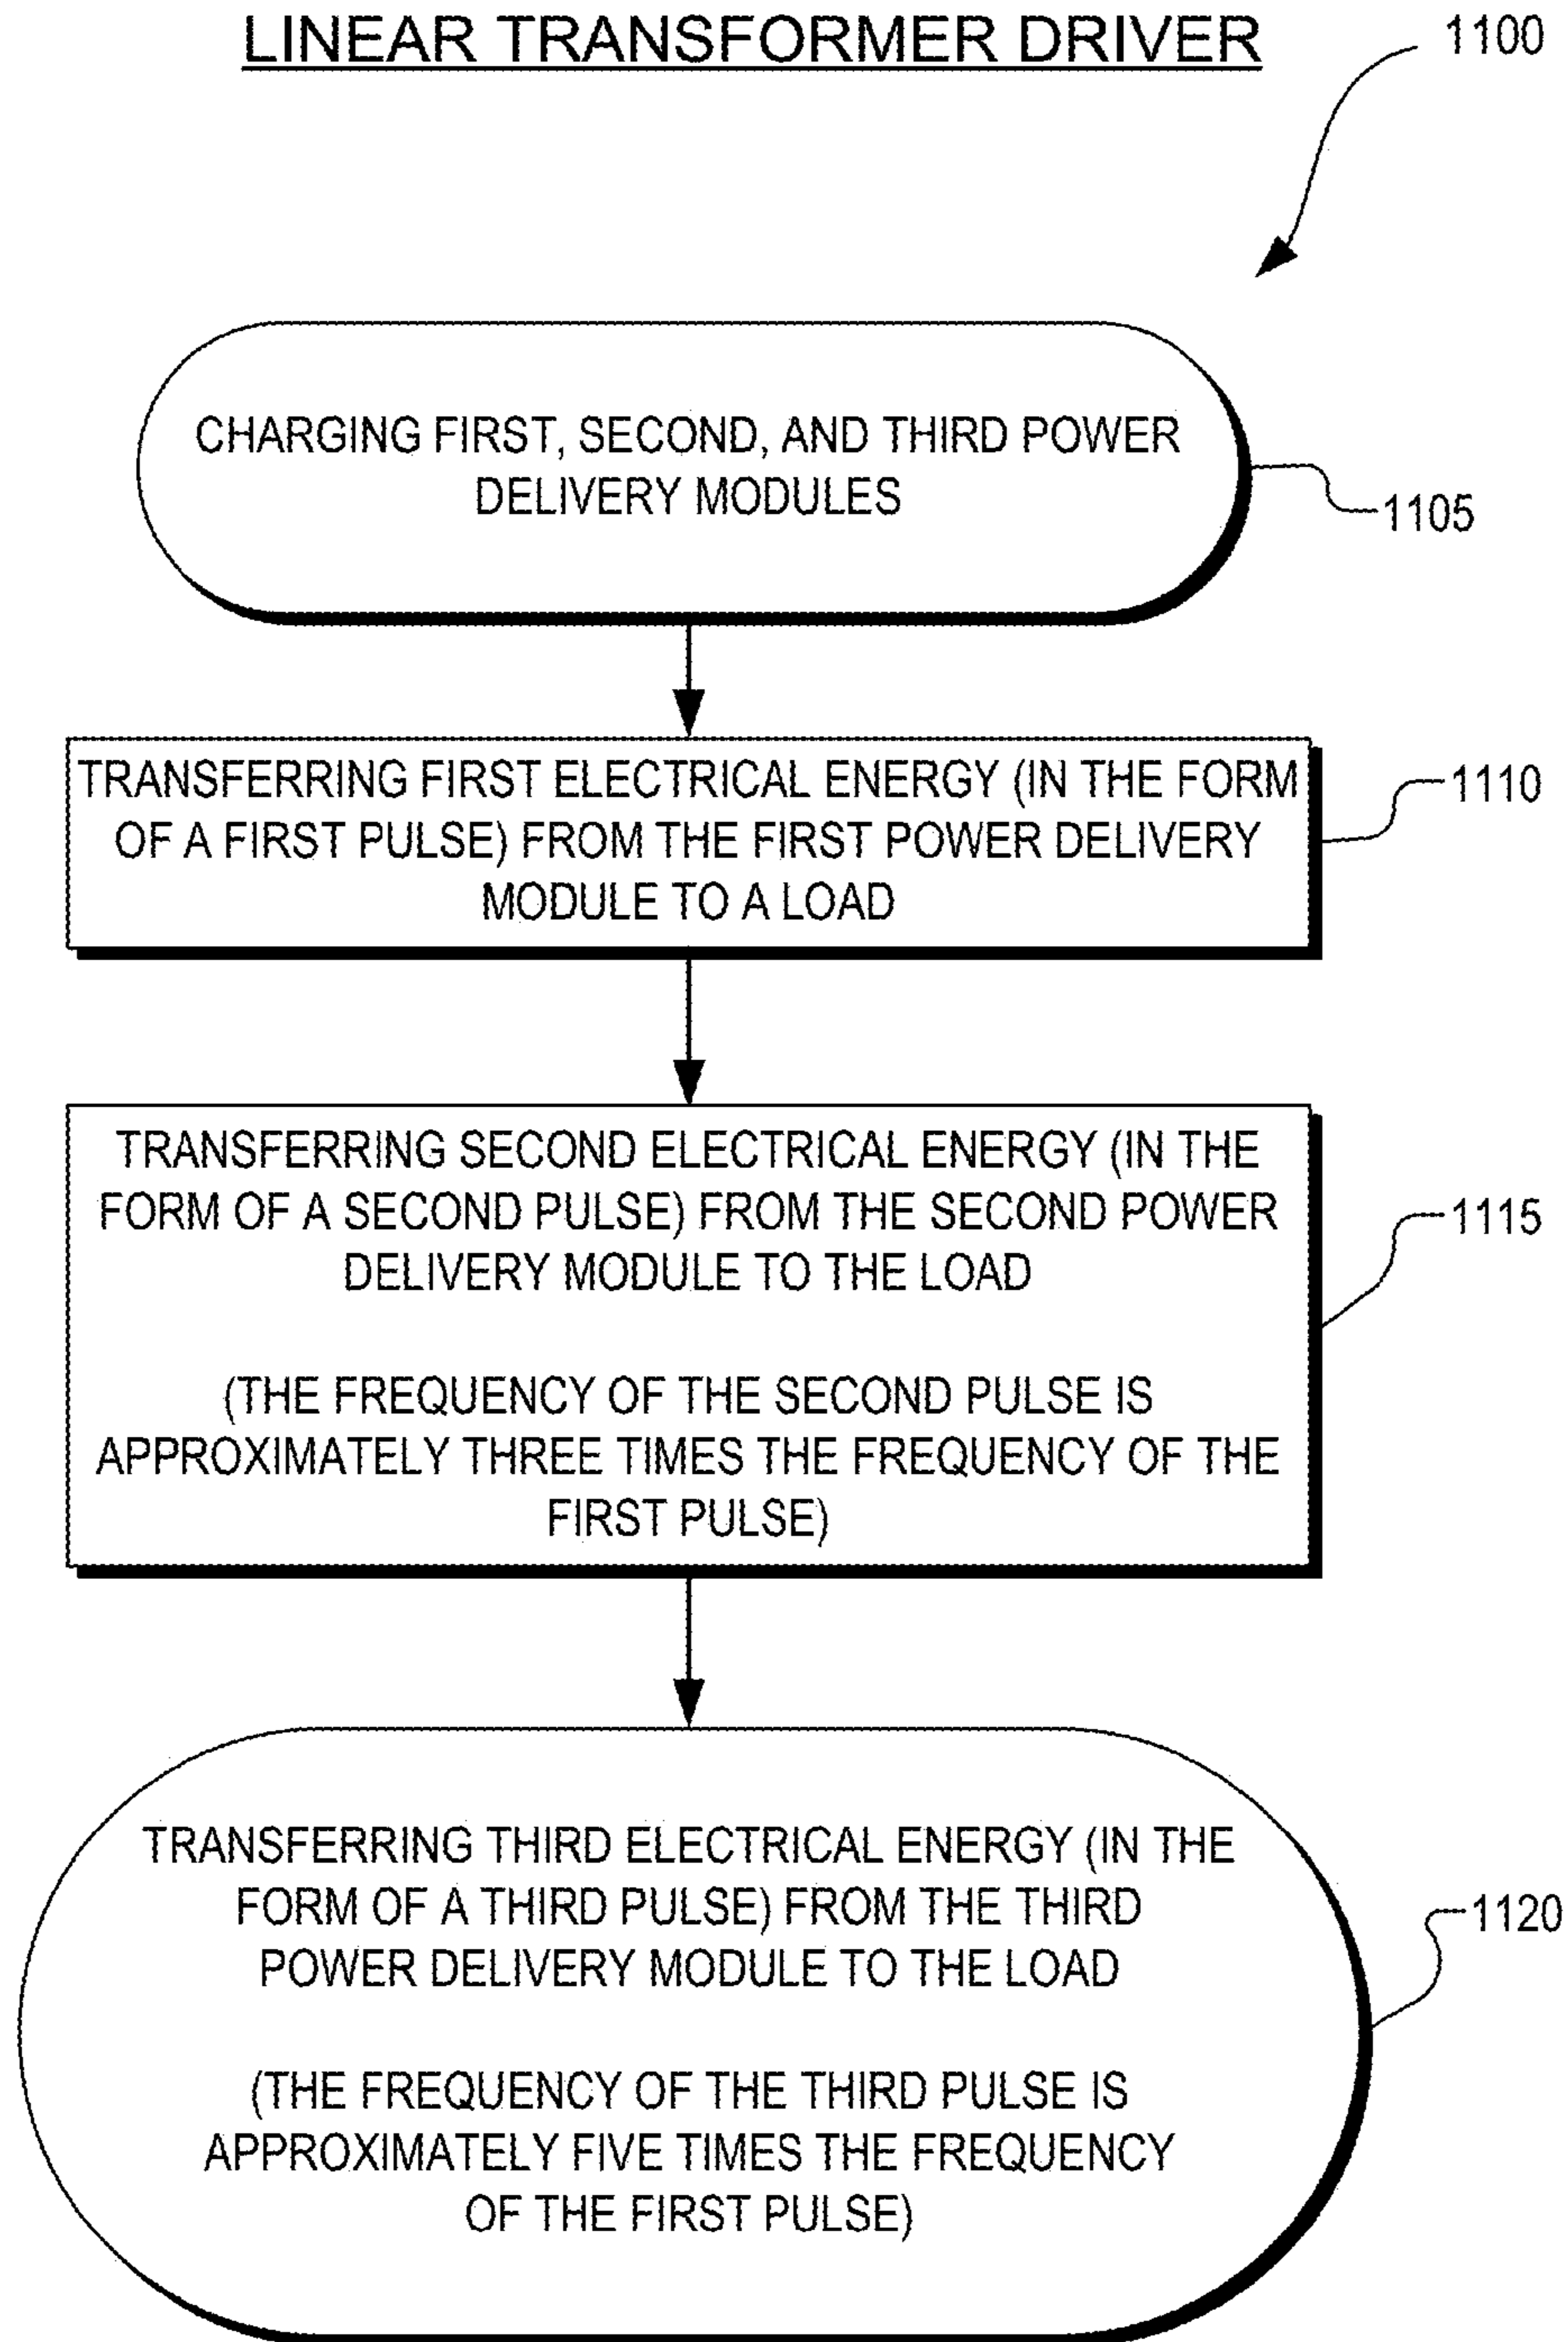 LINEAR TRANSFORMER DRIVER
1100
CHARGING FIRST, SECOND, AND THIRD POWER
DELIVERY MODULES
1105
TRANSFERRING FIRST ELECTRICAL ENERGY (IN THE FORM
OF A FIRST PULSE) FROM THE FIRST POWER DELIVERY
MODULE TO A LOAD
1110
TRANSFERRING SECOND ELECTRICAL ENERGY (IN THE
FORM OF A SECOND PULSE) FROM THE SECOND POWER
DELIVERY MODULE TO THE LOAD
(THE FREQUENCY OF THE SECOND PULSE IS
APPROXIMATELY THREE TIMES THE FREQUENCY OF THE
FIRST PULSE)
1115
TRANSFERRING THIRD ELECTRICAL ENERGY (IN THE
FORM OF A THIRD PULSE) FROM THE THIRD
POWER DELIVERY MODULE TO THE LOAD
(THE FREQUENCY OF THE THIRD PULSE IS
APPROXIMATELY FIVE TIMES THE FREQUENCY
OF THE FIRST PULSE)
1120